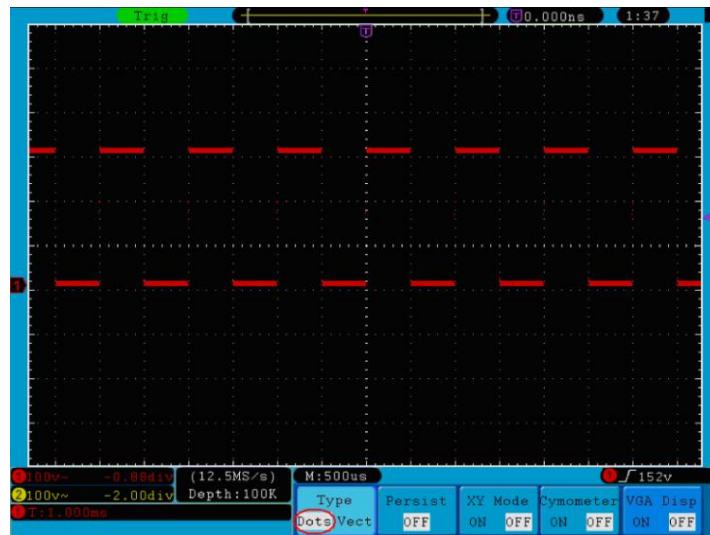 Trig T 0.000ns 1:37
T
1
1 100v- -0.88div (12.5MS/s) M:500us 1 152v
2 100v~ -2.00div Depth:100K
1 T:1.000ms
Type Persist XY Mode Cymometer VGA Disp
Dots Vect OFF ON OFF ON OFF ON OFF